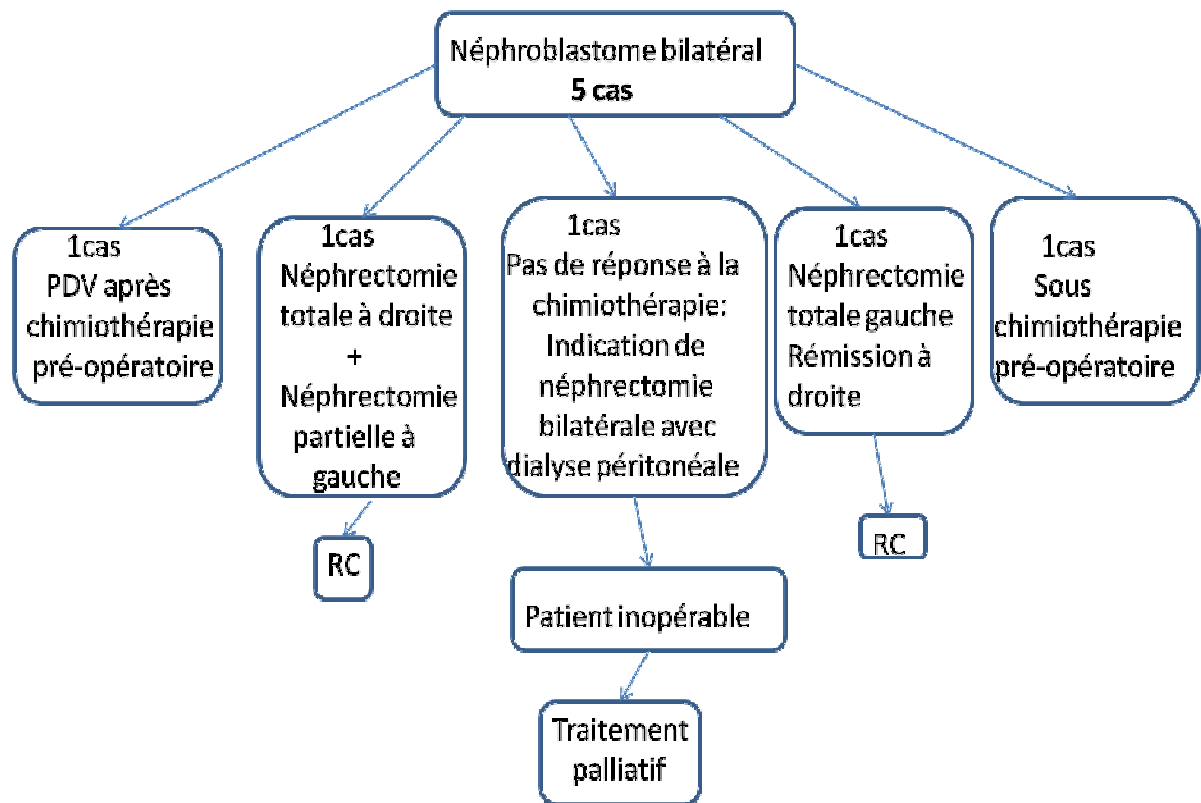 Néphroblastome bilatéral
5 cas
1cas
PDV après
chimiothérapie
pré-opératoire
1cas
Néphrectomie
totale à droite
+
Néphrectomie
partielle à
gauche
RC
1cas
Pas de réponse à la
chimiothérapie:
Indication de
néphrectomie
bilatérale avec
dialyse péritonéale
Patient inopérable
Traitement
palliatif
1cas
Néphrectomie
totale gauche
Rémission à
droite
RC
1cas
Sous
chimiothérapie
pré-opératoire